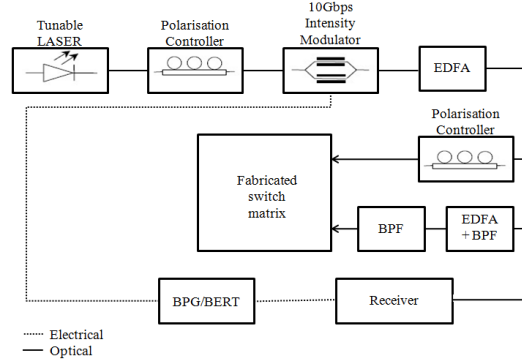 Tunable
LASER
Polarisation
Controller
10Gbps
Intensity
Modulator
EDFA
Polarisation
Controller
Fabricated
switch
matrix
BPF
EDFA
+BPF
BPG/BERT
Receiver
Electrical
Optical